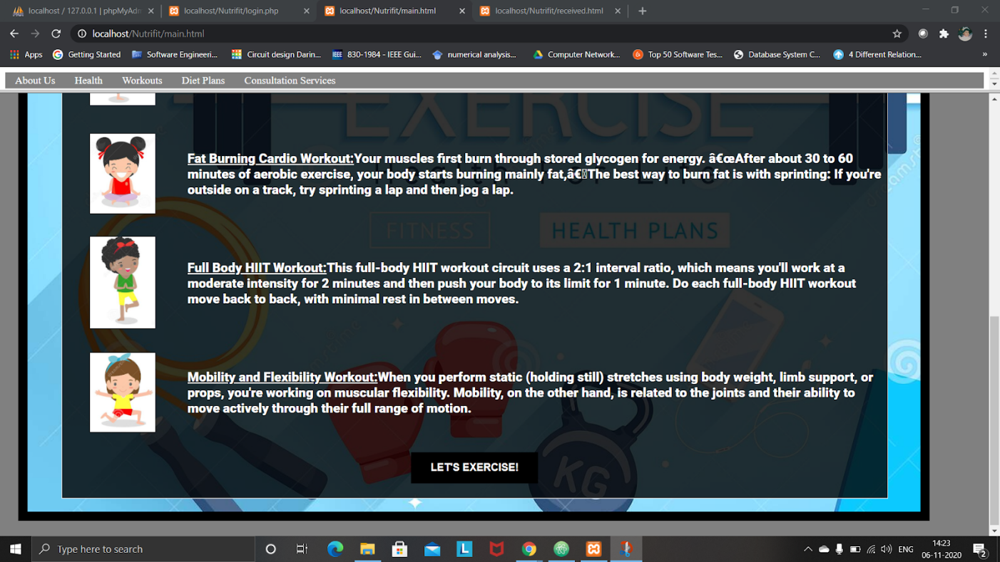 localhost / 127.0.0.1 | phpMyAdm
localhost/Nutrifit/login.php
localhost/Nutrifit/main.html
localhost/Nutrifit/received.html
localhost/Nutrifit/main.html
Apps
Getting Started
Software Engineeri...
Circuit design Darin...
IEEE 830-1984 - IEEE Gui...
numerical analysis...
Computer Network...
Top 50 Software Tes...
Database System C...
4 Different Relation...
»
About Us
Health
Workouts
Diet Plans
Consultation Services
EXERCISE
Health For Life
FITNESS
HEALTH PLANS
Fat Burning Cardio Workout:Your muscles first burn through stored glycogen for energy. â€œAfter about 30 to 60
minutes of aerobic exercise, your body starts burning mainly fat,â€The best way to burn fat is with sprinting: If you're
outside on a track, try sprinting a lap and then jog a lap.
Full Body HIIT Workout:This full-body HIIT workout circuit uses a 2:1 interval ratio, which means you'll work at a
moderate intensity for 2 minutes and then push your body to its limit for 1 minute. Do each full-body HIIT workout
move back to back, with minimal rest in between moves.
Mobility and Flexibility Workout:When you perform static (holding still) stretches using body weight, limb support, or
props, you're working on muscular flexibility. Mobility, on the other hand, is related to the joints and their ability to
move actively through their full range of motion.
LET'S EXERCISE!
KG
dreamstime
Type here to search
L
ENG
14:23
06-11-2020
2